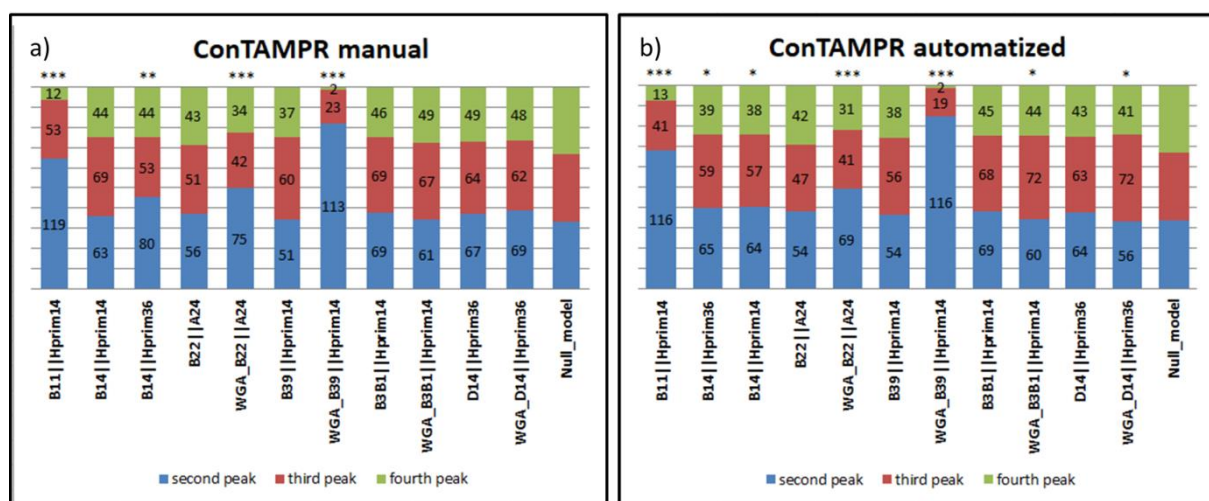 a)
ConTAMPR manual
*** ** *** ***
12 44 44 43 34 37 2 46 49 49 48
53 69 53 51 42 60 23 69 67 64 62
119 63 80 56 75 51 113 69 61 67 69
B11||Hprim14
B14||Hprim14
B14||Hprim36
B22||A24
WGA_B22||A24
B39||Hprim14
WGA_B39||Hprim14
B3B1||Hprim14
WGA_B3B1||Hprim14
D14||Hprim36
WGA_D14||Hprim36
Null_model
second peak third peak fourth peak
b)
ConTAMPR automatized
*** * * *** *** * *
13 39 38 42 31 38 2 45 44 43 41
41 59 57 47 41 56 19 68 72 63 72
116 65 64 54 69 54 116 69 60 64 56
B11||Hprim14
B14||Hprim36
B14||Hprim14
B22||A24
WGA_B22||A24
B39||Hprim14
WGA_B39||Hprim14
B3B1||Hprim14
WGA_B3B1||Hprim14
D14||Hprim36
WGA_D14||Hprim36
Null_model
second peak third peak fourth peak